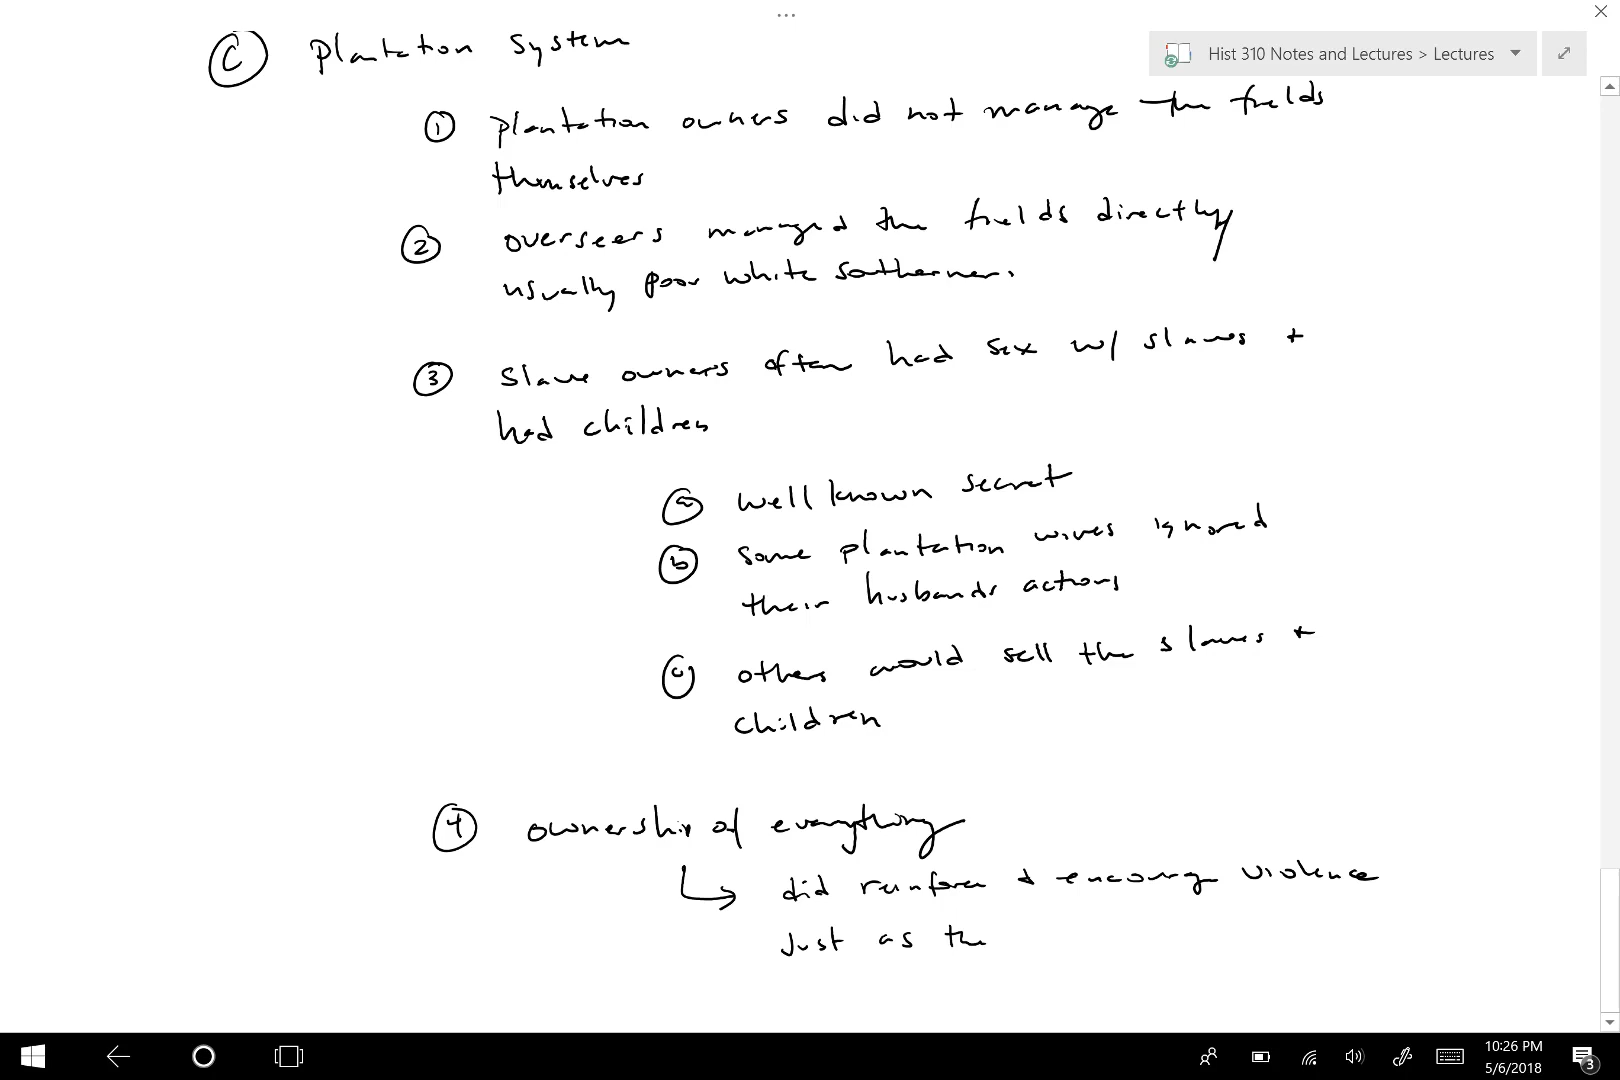 Hist 310 Notes and Lectures > Lectures
C Plantation System
1 plantation owners did not manage the fields
themselves
2 overseers managed the fields directly
usually poor white southerners.
3 Slave owners often had sex w/ slaves +
had children
a well known secret
b some plantation wives ignored
their husbands actions
c others would sell the slaves +
children
4 ownership of everything
↳ did reinforce + encourage violence
Just as the
10:26 PM
5/6/2018
3